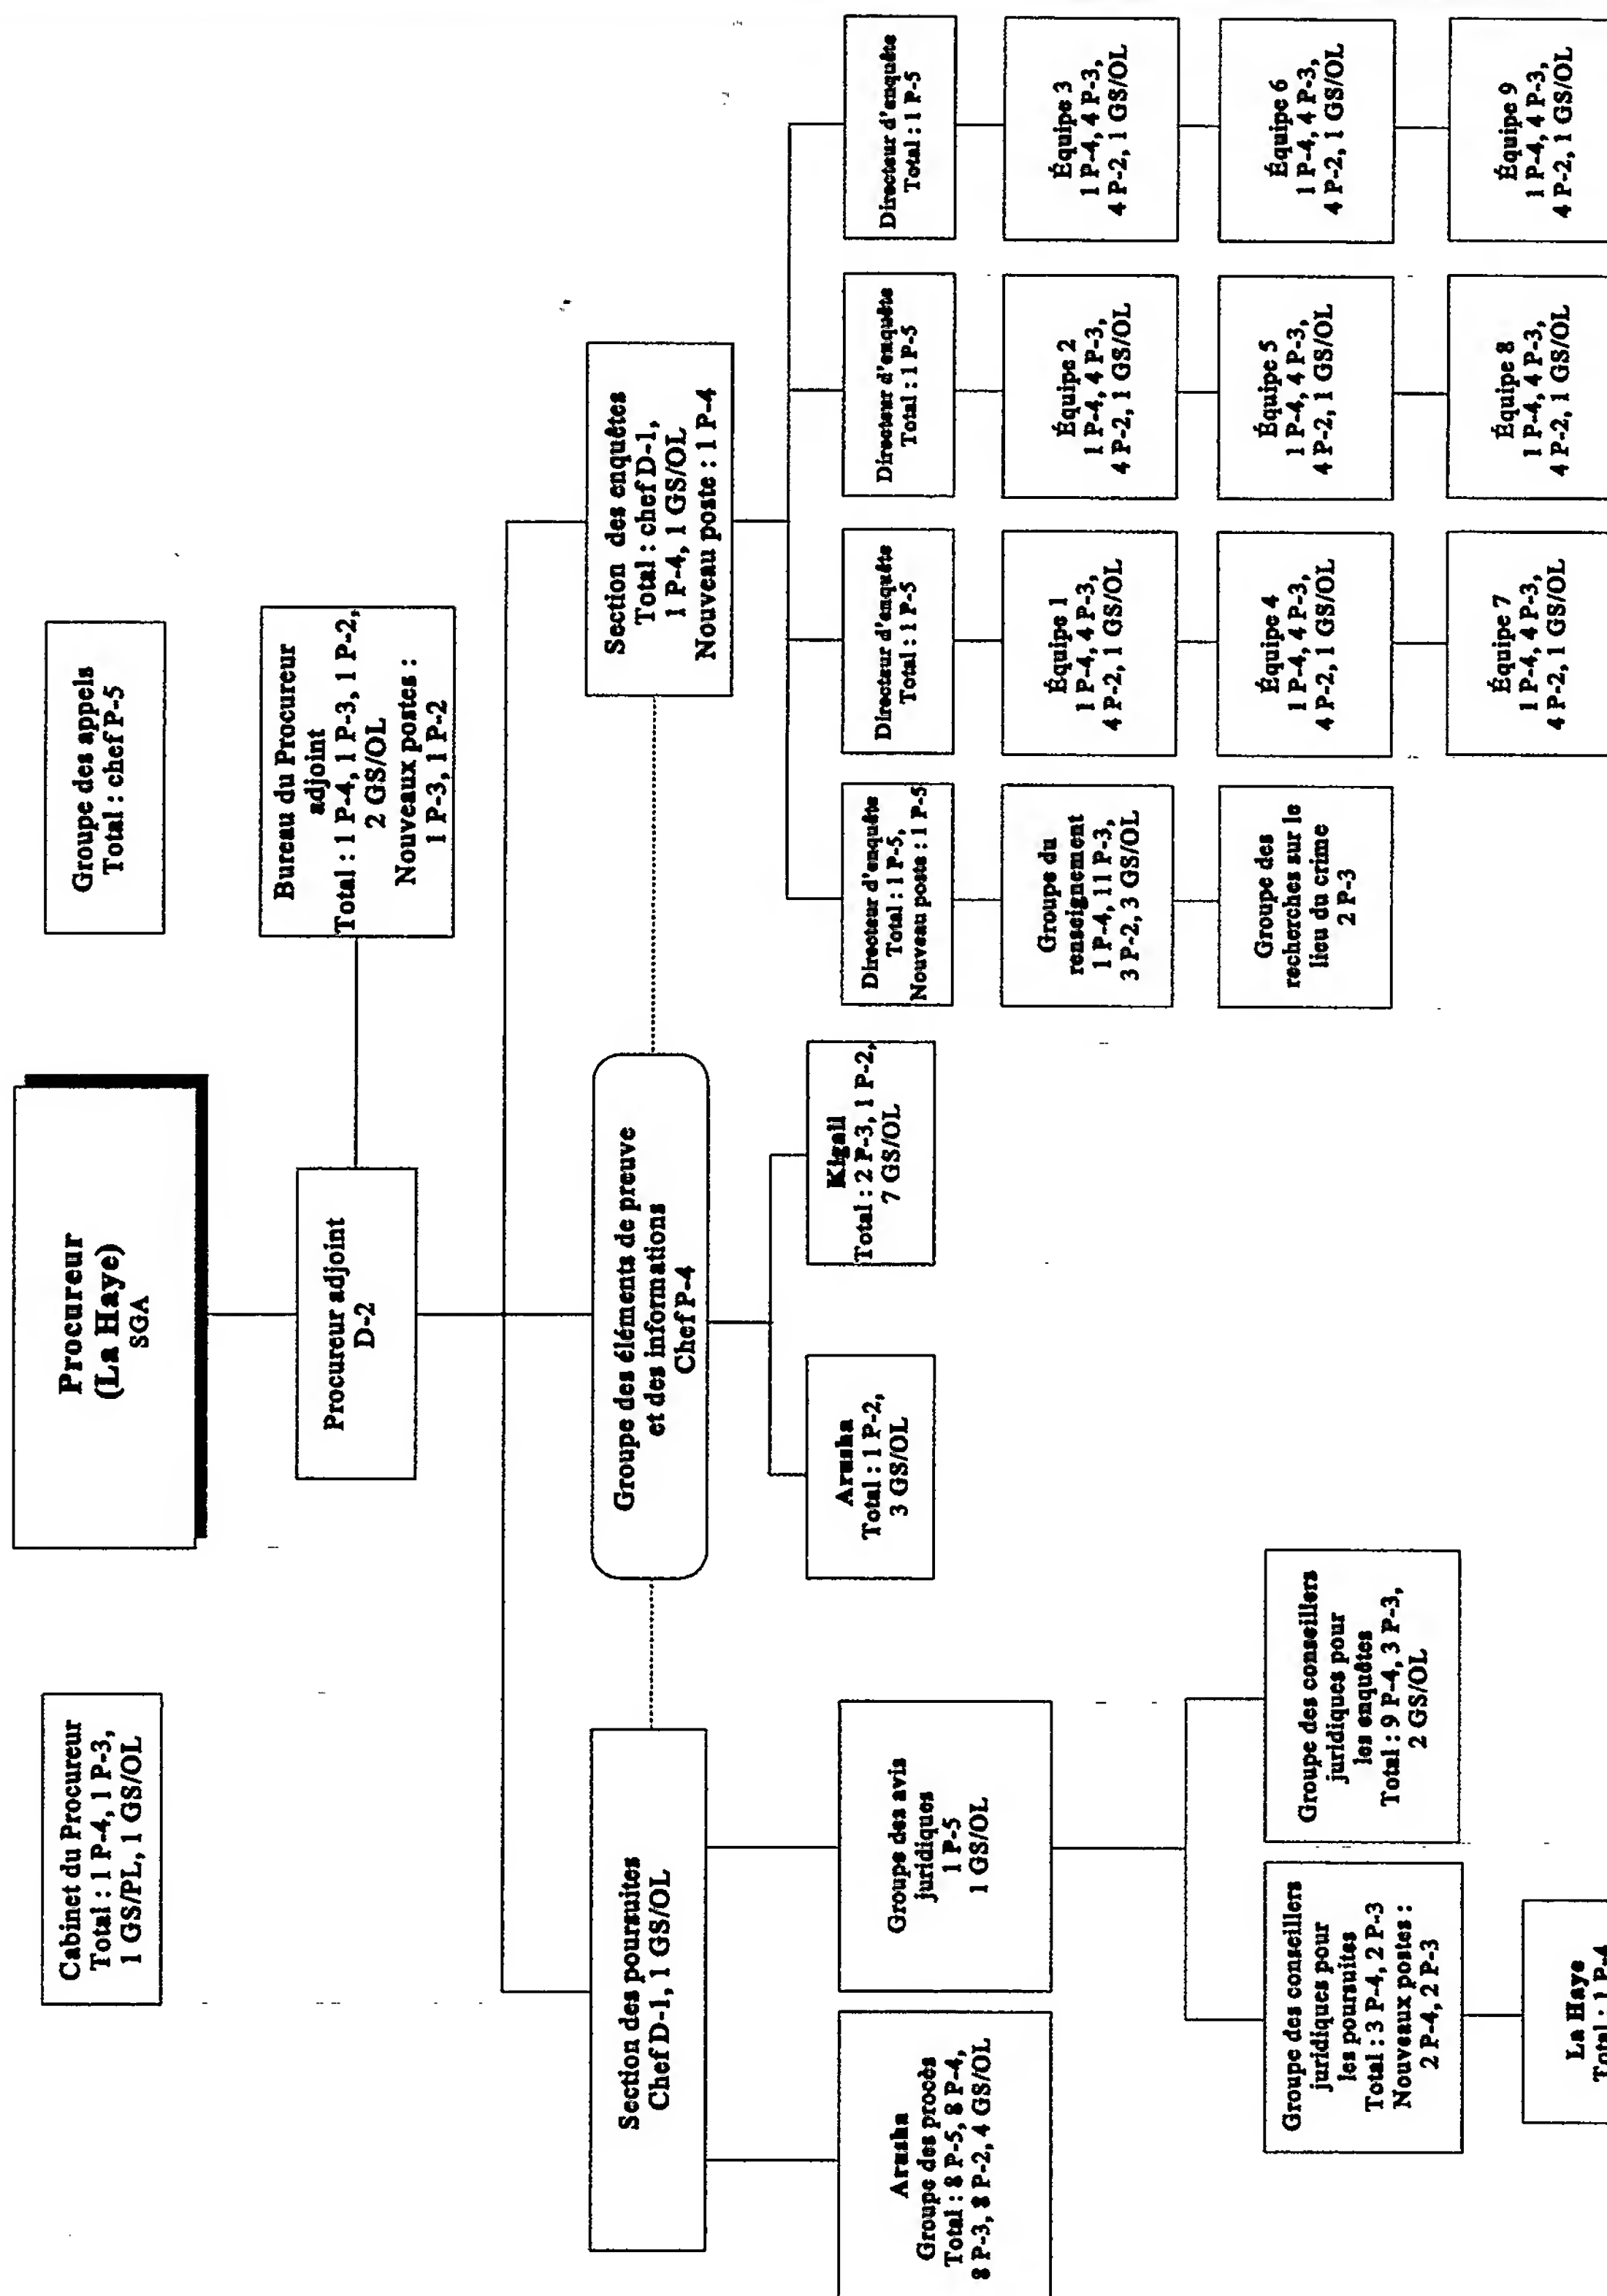 Cabinet du Procureur
Total : 1 P-4, 1 P-3,
1 GS/PL, 1 GS/OL
Procureur
(La Haye)
SGA
Groupe des appels
Total : chef P-5
Procureur adjoint
D-2
Bureau du Procureur
adjoint
Total : 1 P-4, 1 P-3, 1 P-2,
2 GS/OL
Nouveaux postes :
1 P-3, 1 P-2
Section des poursuites
Chef D-1, 1 GS/OL
Groupe des éléments de preuve
et des informations
Chef P-4
Section des enquêtes
Total : chef D-1,
1 P-4, 1 GS/OL
Nouveau poste : 1 P-4
Arusha
Groupe des procès
Total : 8 P-5, 8 P-4,
8 P-3, 8 P-2, 4 GS/OL
Groupe des avis
juridiques
1 P-5
1 GS/OL
Arusha
Total : 1 P-2,
3 GS/OL
Kigali
Total : 2 P-3, 1 P-2,
7 GS/OL
Directeur d'enquête
Total : 1 P-5,
Nouveau poste : 1 P-5
Directeur d'enquête
Total : 1 P-5
Directeur d'enquête
Total : 1 P-5
Directeur d'enquête
Total : 1 P-5
Groupe du
renseignement
1 P-4, 11 P-3,
3 P-2, 3 GS/OL
Équipe 1
1 P-4, 4 P-3,
4 P-2, 1 GS/OL
Équipe 2
1 P-4, 4 P-3,
4 P-2, 1 GS/OL
Équipe 3
1 P-4, 4 P-3,
4 P-2, 1 GS/OL
Groupe des conseillers
juridiques pour
les poursuites
Total : 3 P-4, 2 P-3
Nouveaux postes :
2 P-4, 2 P-3
Groupe des conseillers
juridiques pour
les enquêtes
Total : 9 P-4, 3 P-3,
2 GS/OL
Groupe des
recherches sur le
lieu du crime
2 P-3
Équipe 4
1 P-4, 4 P-3,
4 P-2, 1 GS/OL
Équipe 5
1 P-4, 4 P-3,
4 P-2, 1 GS/OL
Équipe 6
1 P-4, 4 P-3,
4 P-2, 1 GS/OL
La Haye
Total : 1 P-4
Équipe 7
1 P-4, 4 P-3,
4 P-2, 1 GS/OL
Équipe 8
1 P-4, 4 P-3,
4 P-2, 1 GS/OL
Équipe 9
1 P-4, 4 P-3,
4 P-2, 1 GS/OL